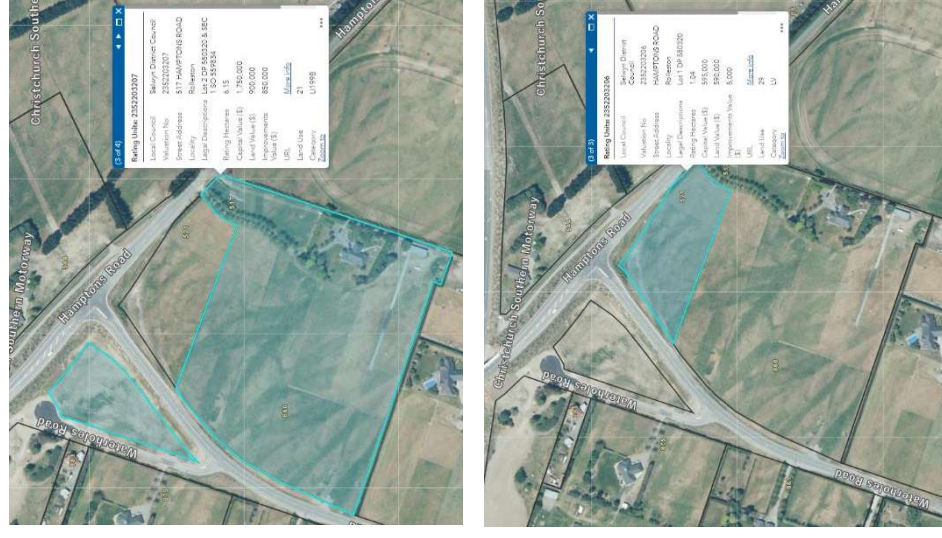 (3 of 4)
Rating Units: 2352203207
Local Council Selwyn District Council
Valuation No 2352203207
Street Address 517 HAMPTONS ROAD
Locality Rolleston
Legal Descriptions Lot 2 DP 580320 & SEC 1 SO 559834
Rating Hectares 6.15
Capital Value ($) 1,750,000
Land Value ($) 900,000
Improvements Value ($) 850,000
URL More info
Land Use 21
Category
Zoom to
Christchurch Southe
Southern Motorway
Hamptons Road
Hamptons
Waterholes Road
(3 of 3)
Rating Units: 2352203206
Local Council Selwyn District Council
Valuation No 2352203206
Street Address HAMPTONS ROAD
Locality Rolleston
Legal Descriptions Lot 1 DP 580320
Rating Hectares 1.04
Capital Value ($) 595,000
Land Value ($) 590,000
Improvements Value ($) 5,000
URL More info
Land Use 29
Category LV
Zoom to
Christchurch Southern Motorway
Hamptons Road
Ha
Waterholes Road
Waterholes Road